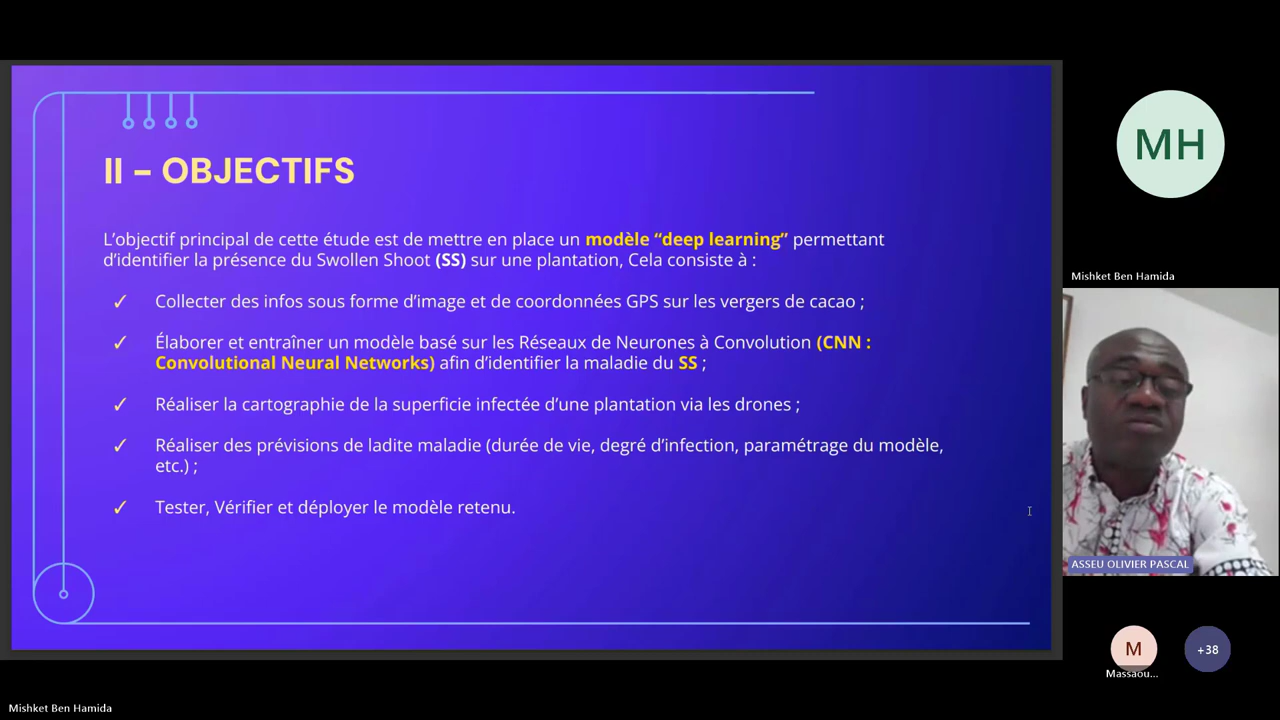 II – OBJECTIFS
L’objectif principal de cette étude est de mettre en place un modèle “deep learning” permettant
d’identifier la présence du Swollen Shoot (SS) sur une plantation, Cela consiste à :
✓ Collecter des infos sous forme d’image et de coordonnées GPS sur les vergers de cacao ;
✓ Élaborer et entraîner un modèle basé sur les Réseaux de Neurones à Convolution (CNN :
Convolutional Neural Networks) afin d’identifier la maladie du SS ;
✓ Réaliser la cartographie de la superficie infectée d’une plantation via les drones ;
✓ Réaliser des prévisions de ladite maladie (durée de vie, degré d’infection, paramétrage du modèle,
etc.) ;
✓ Tester, Vérifier et déployer le modèle retenu.
MH
Mishket Ben Hamida
ASSEU OLIVIER PASCAL
M
Massaou...
+38
Mishket Ben Hamida